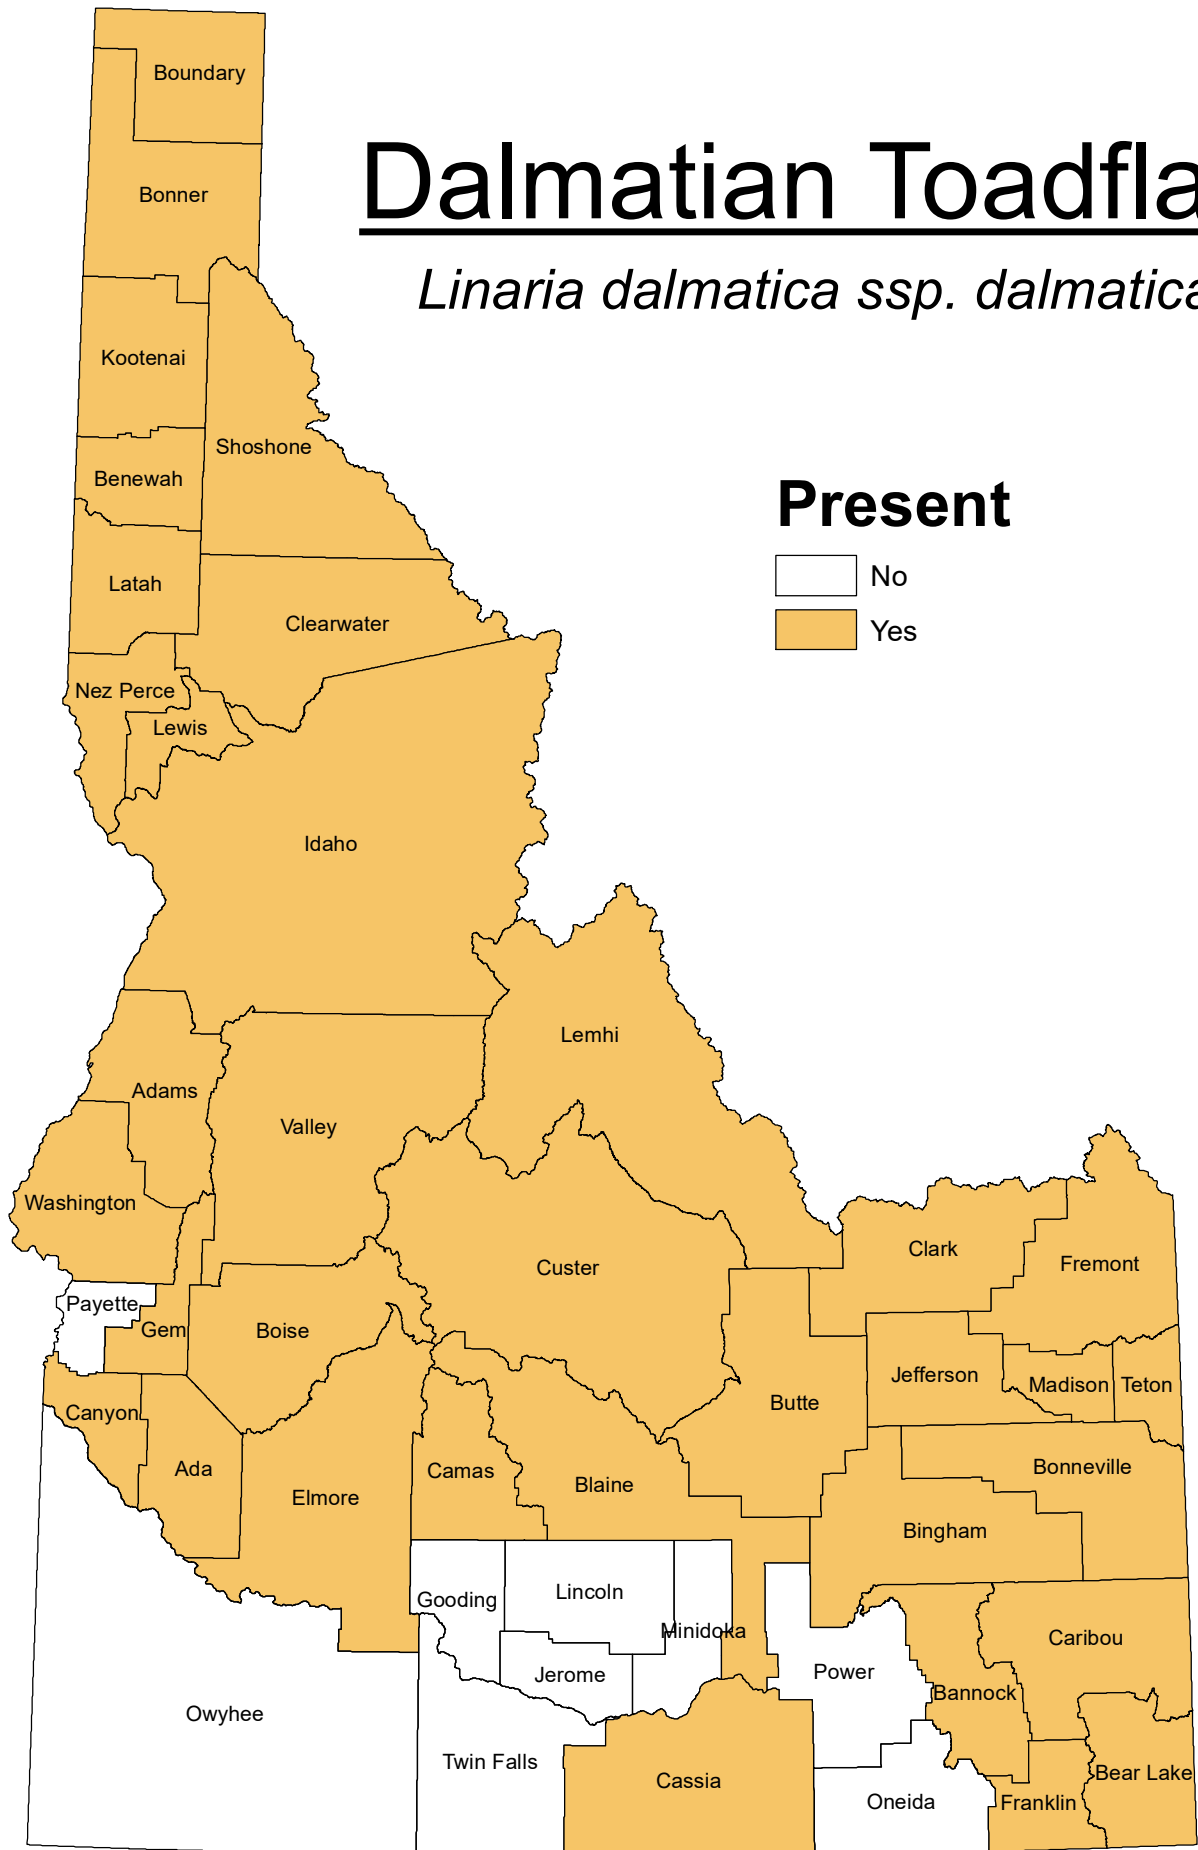 Boundary
Dalmatian Toadfla
Bonner
Linaria dalmatica ssp. dalmatica
Kootenai
Shoshone
Benewah
Present
No
Latah
Clearwater
Yes
Nez Perce
Lewis
Idaho
Lemhi
Adams
Valley
Washington
Clark
Fremont
Custer
Payette
Gem
Boise
Jefferson
Madison
Teton
Butte
Canyon
Ada
Camas
Blaine
Bonneville
Elmore
Bingham
Lincoln
Gooding
Minidoka
Caribou
Jerome
Power
Bannock
Owyhee
Twin Falls
Bear Lake
Cassia
Oneida
Franklin